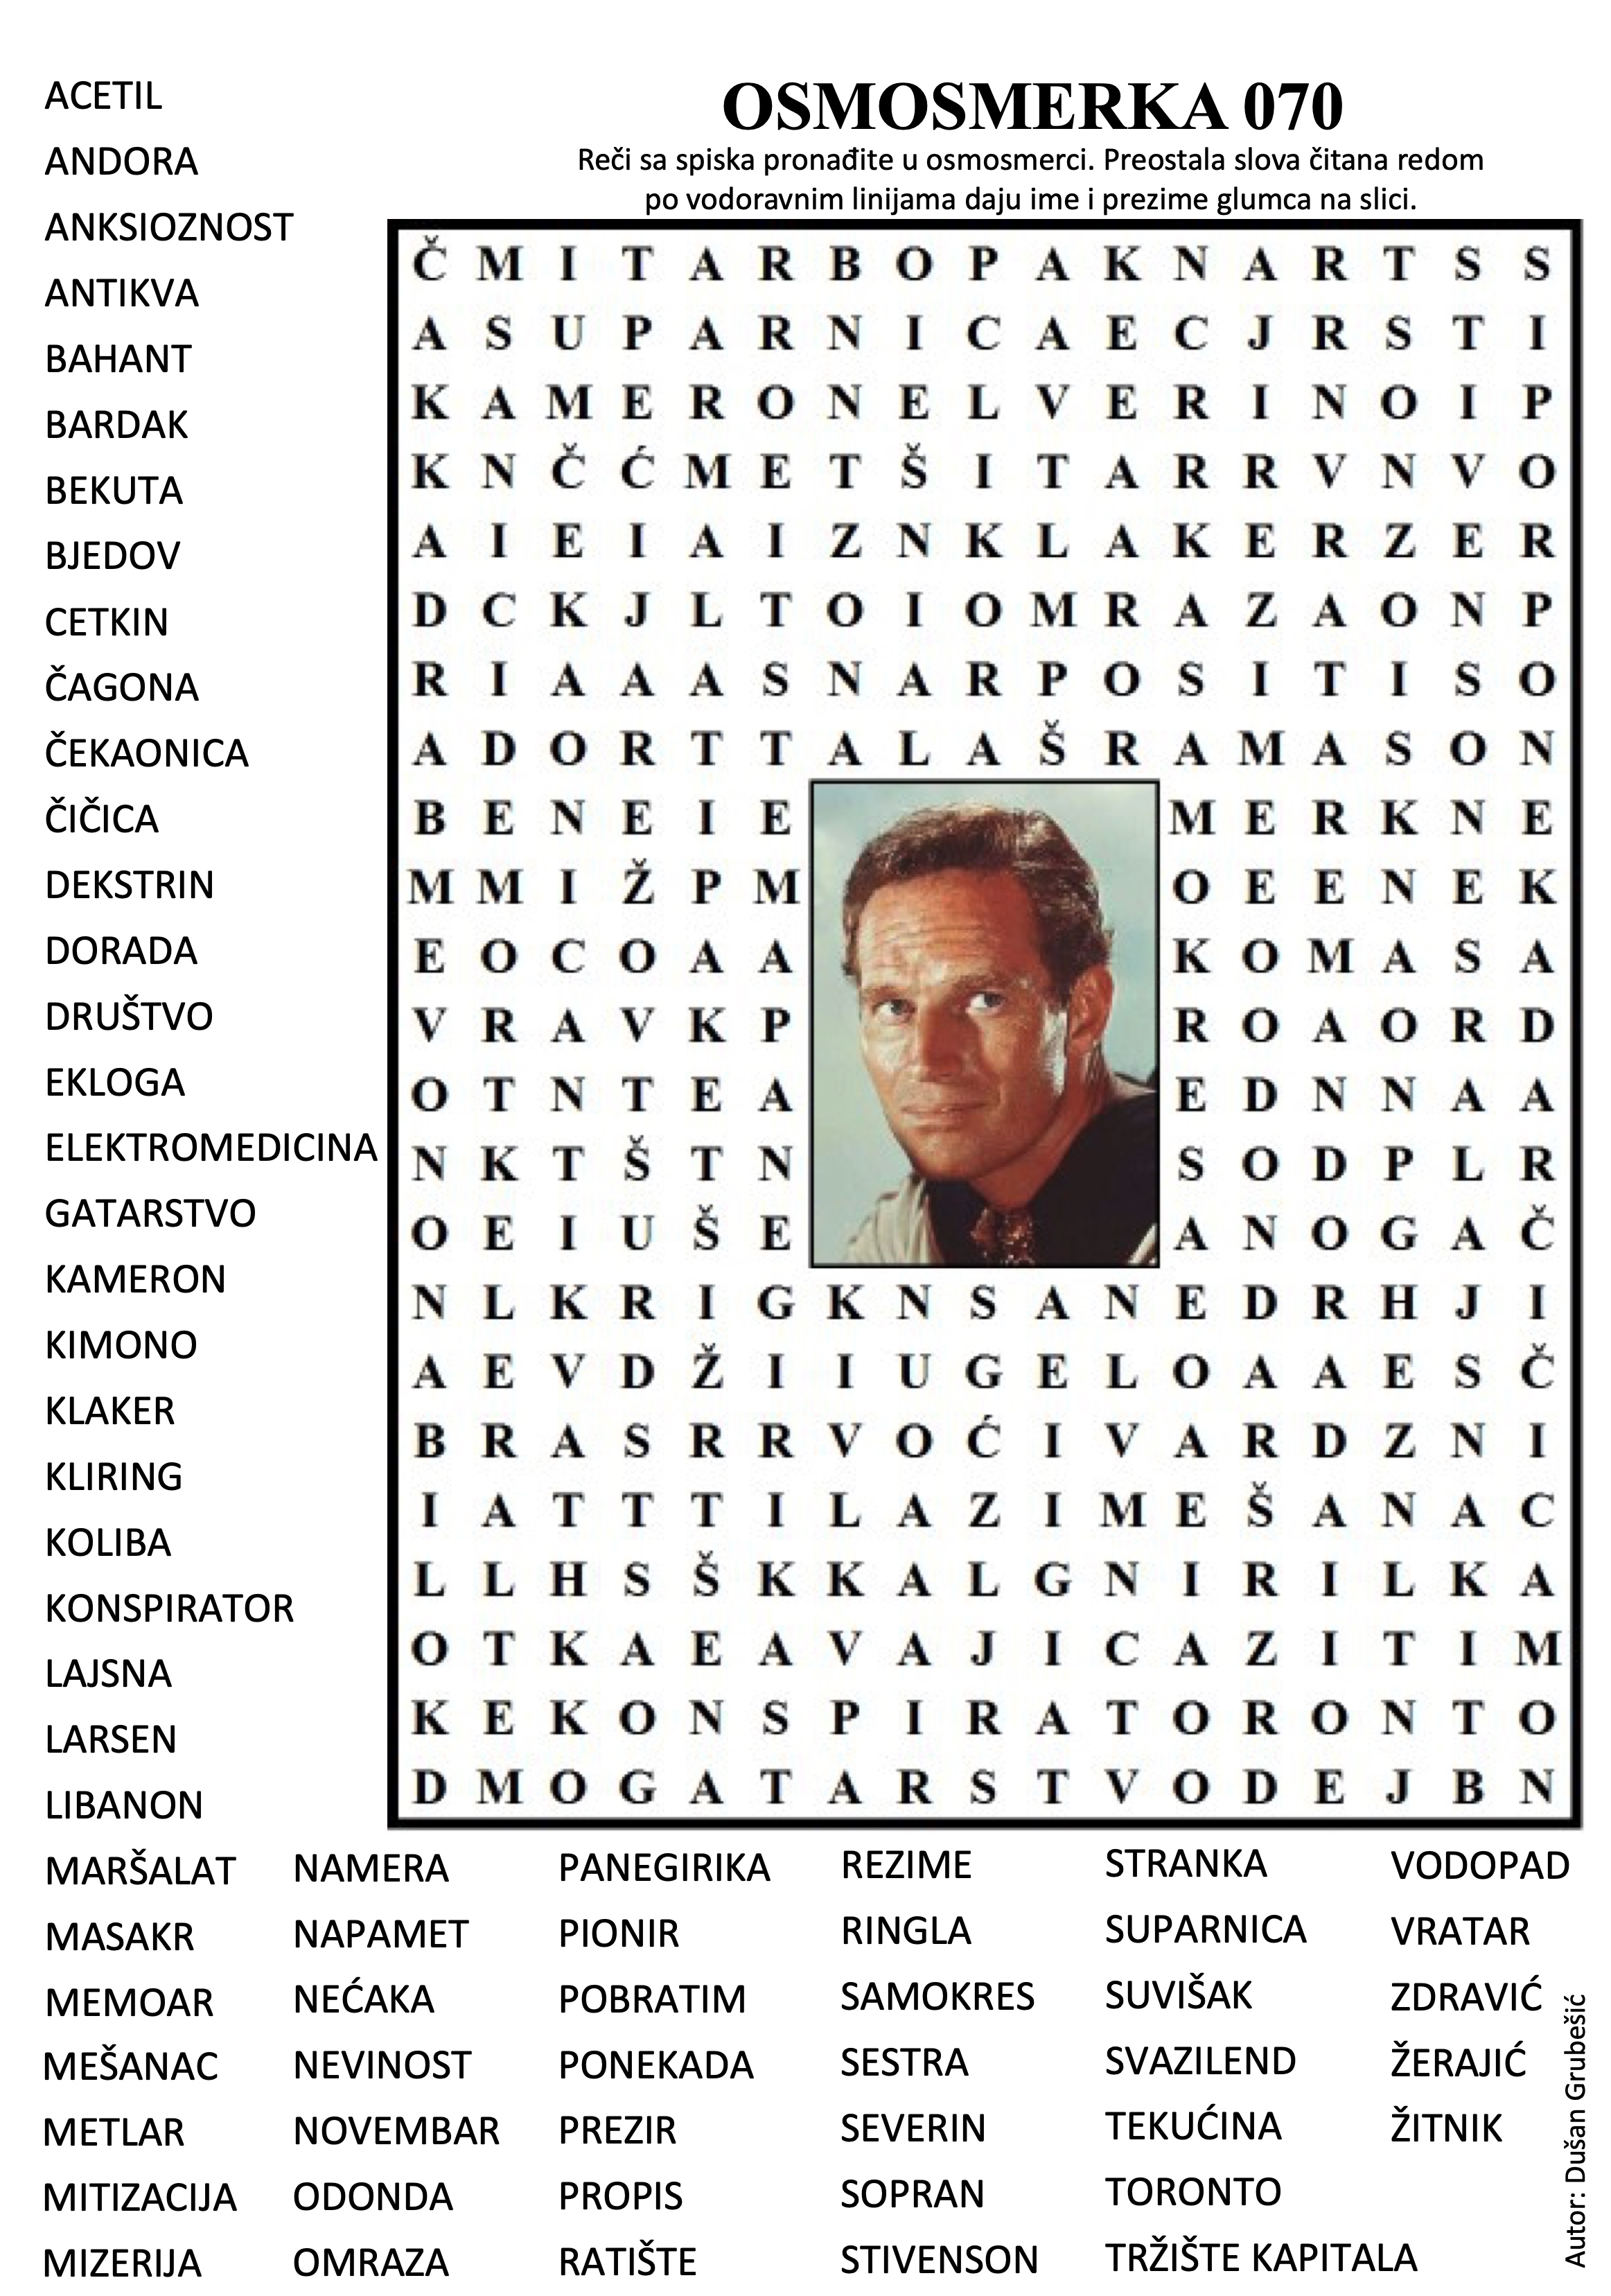 OSMOSMERKA 070
Reči sa spiska pronađite u osmosmerci. Preostala slova čitana redom
po vodoravnim linijama daju ime i prezime glumca na slici.
ACETIL
ANDORA
ANKSIOZNOST
ANTIKVA
BAHANT
BARDAK
BEKUTA
BJEDOV
CETKIN
ČAGONA
ČEKAONICA
ČIČICA
DEKSTRIN
DORADA
DRUŠTVO
EKLOGA
ELEKTROMEDICINA
GATARSTVO
KAMERON
KIMONO
KLAKER
KLIRING
KOLIBA
KONSPIRATOR
LAJSNA
LARSEN
LIBANON
Č M I T A R B O P A K N A R T S S
A S U P A R N I C A E C J R S T I
K A M E R O N E L V E R I N O I P
K N Č Ć M E T Š I T A R R V N V O
A I E I A I Z N K L A K E R Z E R
D C K J L T O I O M R A Z A O N P
R I A A A S N A R P O S I T I S O
A D O R T T A L A Š R A M A S O N
B E N E I E M E R K N E
M M I Ž P M O E E N E K
E O C O A A K O M A S A
V R A V K P R O A O R D
O T N T E A E D N N A A
N K T Š T N S O D P L R
O E I U Š E A N O G A Č
N L K R I G K N S A N E D R H J I
A E V D Ž I I U G E L O A A E S Č
B R A S R R V O Ć I V A R D Z N I
I A T T T I L A Z I M E Š A N A C
L L H S Š K K A L G N I R I L K A
O T K A E A V A J I C A Z I T I M
K E K O N S P I R A T O R O N T O
D M O G A T A R S T V O D E J B N
MARŠALAT NAMERA PANEGIRIKA REZIME STRANKA VODOPAD
MASAKR NAPAMET PIONIR RINGLA SUPARNICA VRATAR
MEMOAR NEĆAKA POBRATIM SAMOKRES SUVIŠAK ZDRAVIĆ
MEŠANAC NEVINOST PONEKADA SESTRA SVAZILEND ŽERAJIĆ
METLAR NOVEMBAR PREZIR SEVERIN TEKUĆINA ŽITNIK
MITIZACIJA ODONDA PROPIS SOPRAN TORONTO
MIZERIJA OMRAZA RATIŠTE STIVENSON TRŽIŠTE KAPITALA
Autor: Dušan Grubešić